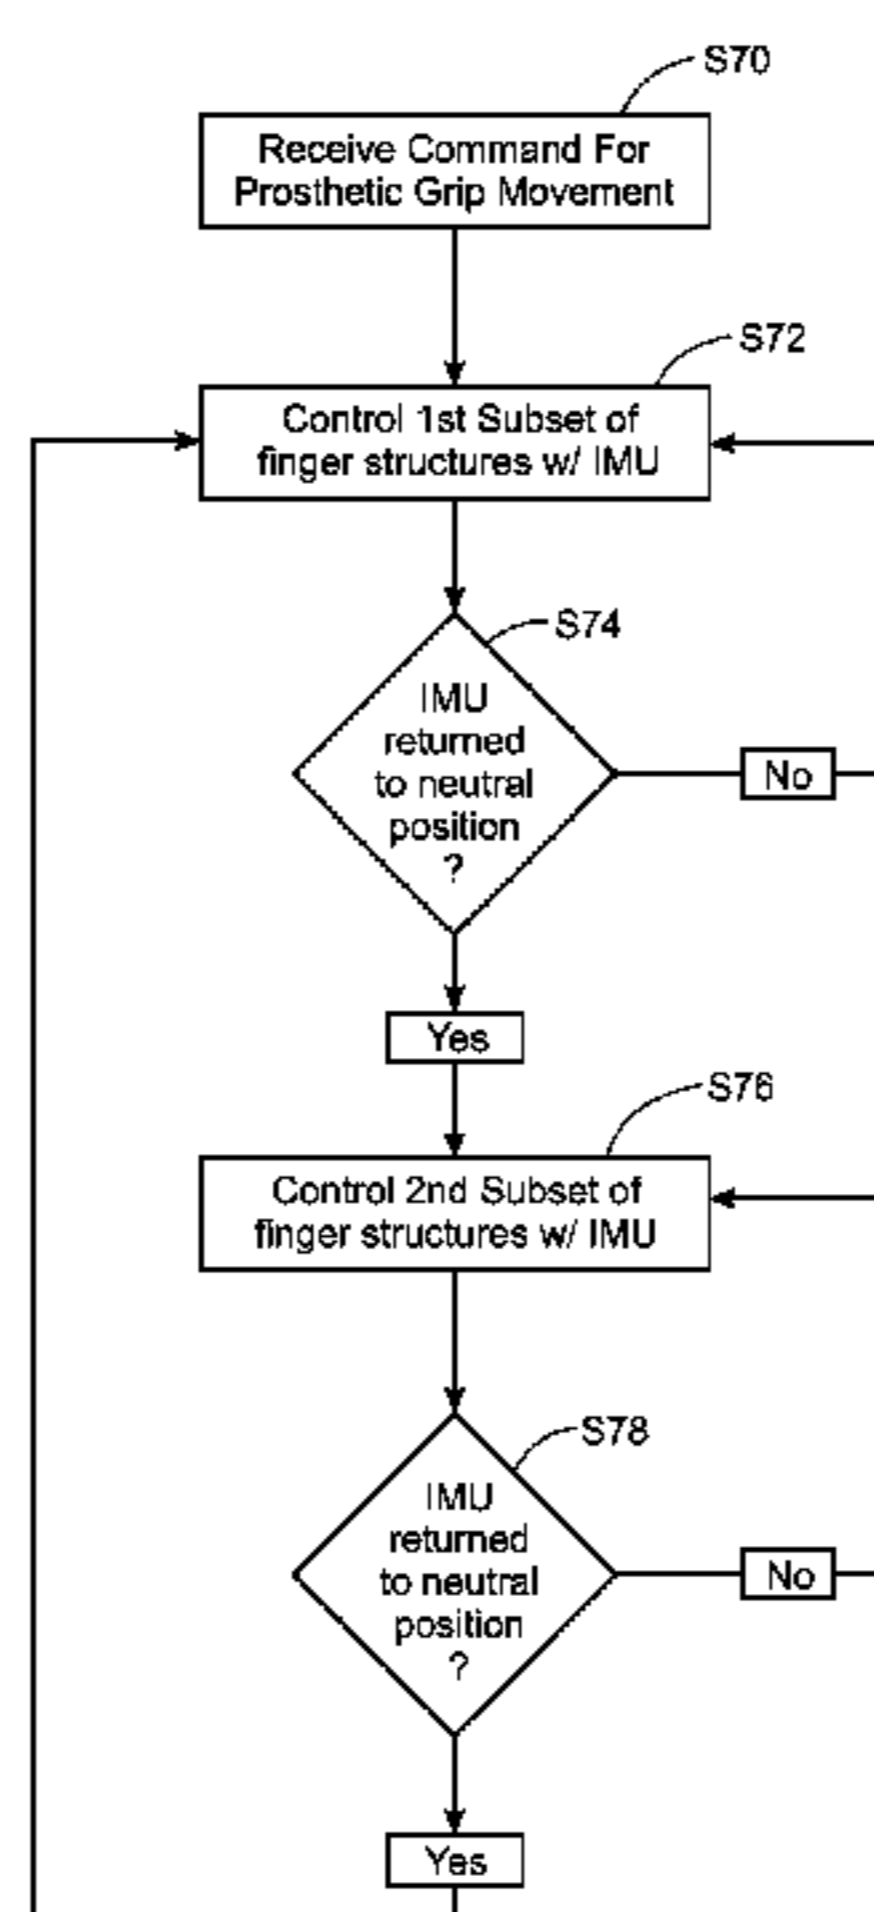 S70
Receive Command For
Prosthetic Grip Movement
S72
Control 1st Subset of
finger structures w/ IMU
S74
IMU
returned
to neutral
position
?
No
Yes
S76
Control 2nd Subset of
finger structures w/ IMU
S78
IMU
returned
to neutral
position
?
No
Yes